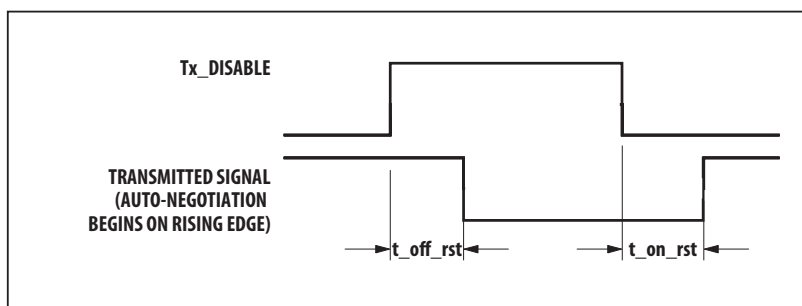 Tx_DISABLE
TRANSMITTED SIGNAL
(AUTO-NEGOTIATION
BEGINS ON RISING EDGE)
t_off_rst
t_on_rst